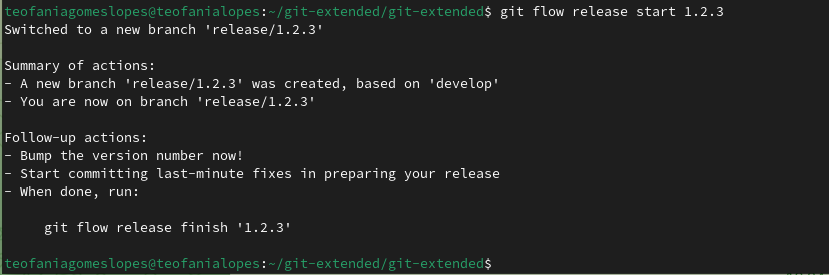 teofaniagomeslopes@teofanialopes:~/git-extended/git-extended$ git flow release start 1.2.3
Switched to a new branch 'release/1.2.3'
Summary of actions:
- A new branch 'release/1.2.3' was created, based on 'develop'
- You are now on branch 'release/1.2.3'
Follow-up actions:
- Bump the version number now!
- Start committing last-minute fixes in preparing your release
- When done, run:
git flow release finish '1.2.3'
teofaniagomeslopes@teofanialopes:~/git-extended/git-extended$